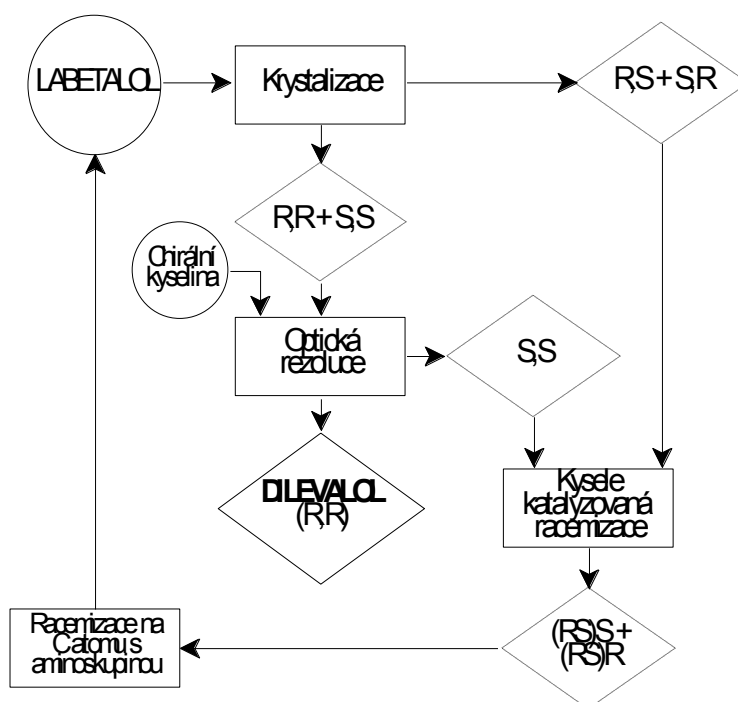 LABETALOL
Krystalizace
R,S + S,R
R,R + S,S
Chirální
kyselina
Optická
rezoluce
S,S
DILEVALOL
(R,R)
Kysele
katalyzovaná
racemizace
Racemizace na
C atomu s
aminoskupinou
(RS)S +
(RS)R